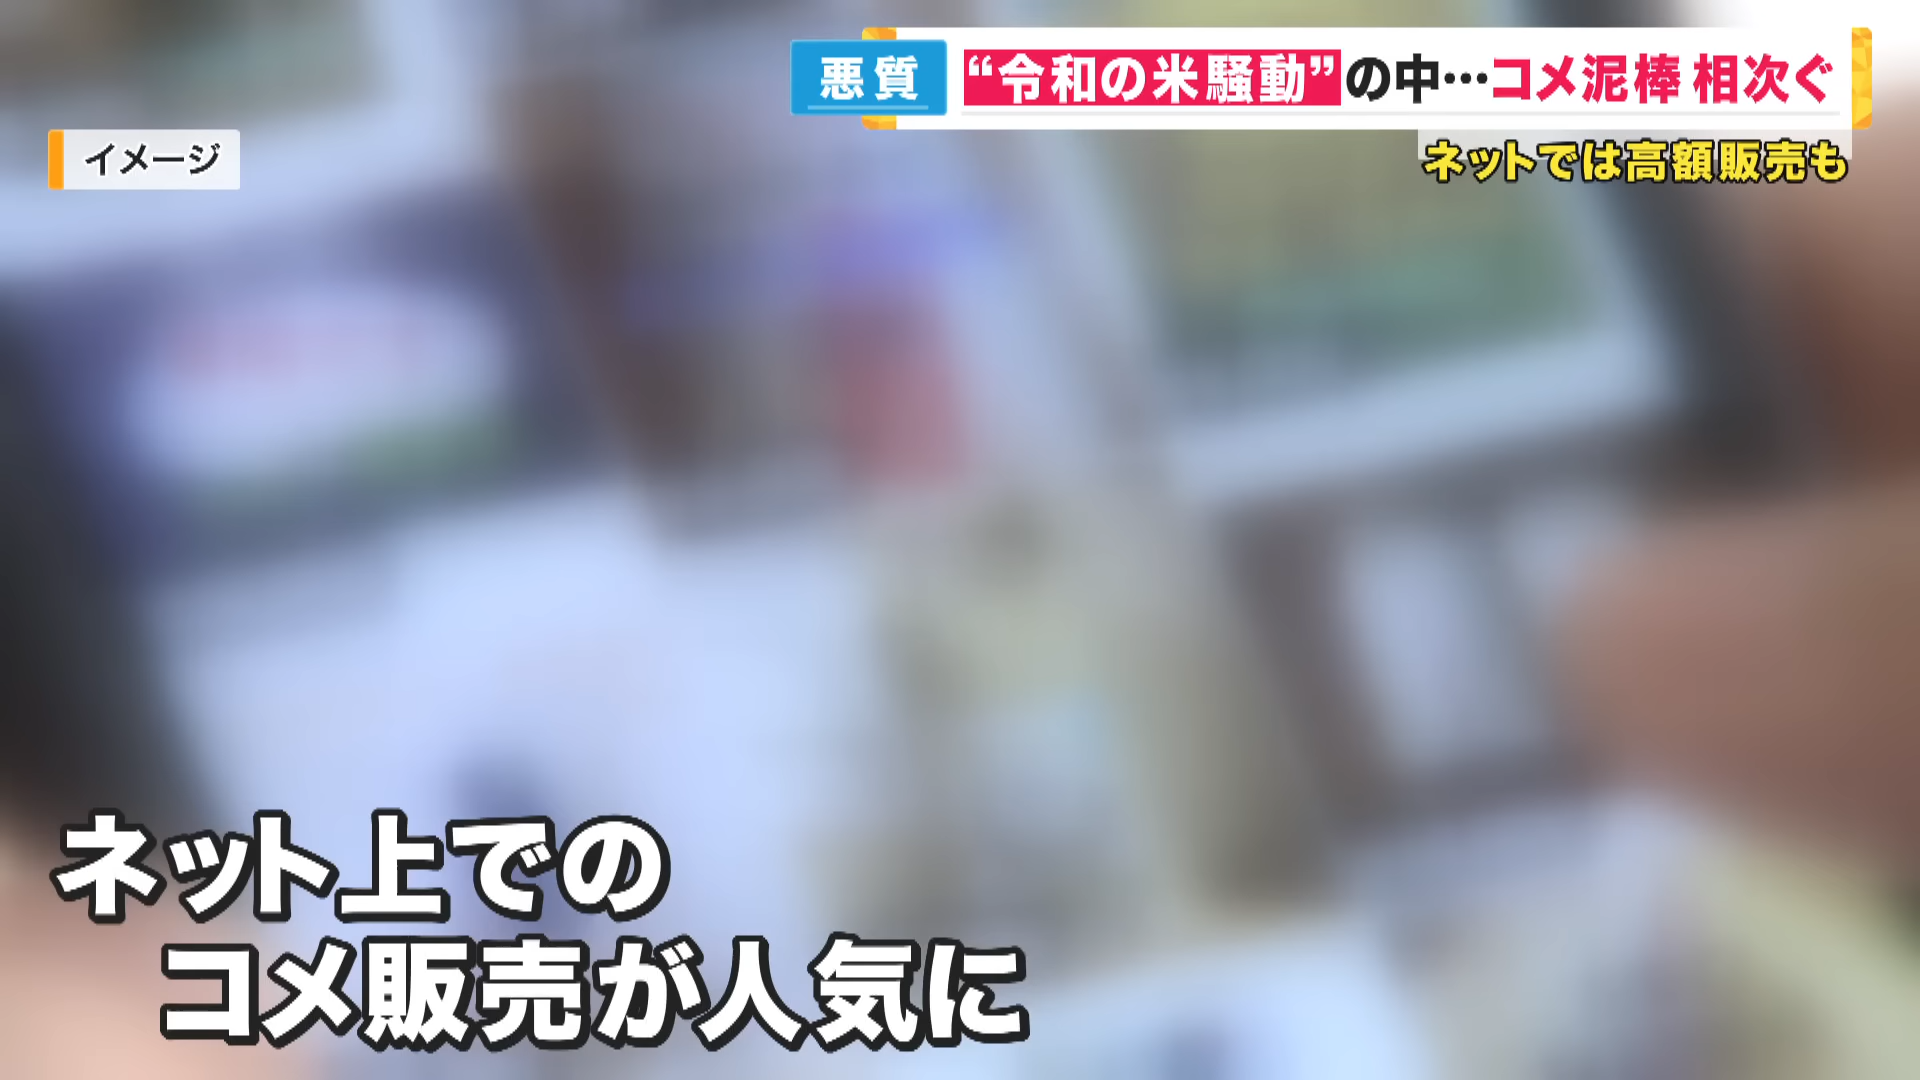 悪質
“令和の米騒動”の中…コメ泥棒 相次ぐ
ネットでは高額販売も
イメージ
ネット上での
コメ販売が人気に